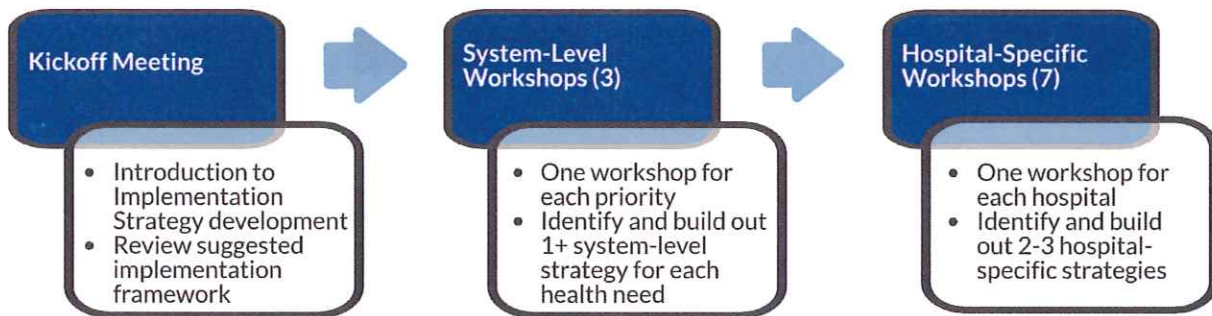 Kickoff Meeting
• Introduction to
Implementation
Strategy development
• Review suggested
implementation
framework
System-Level
Workshops (3)
• One workshop for
each priority
• Identify and build out
1+ system-level
strategy for each
health need
Hospital-Specific
Workshops (7)
• One workshop for
each hospital
• Identify and build
out 2-3 hospital-
specific strategies